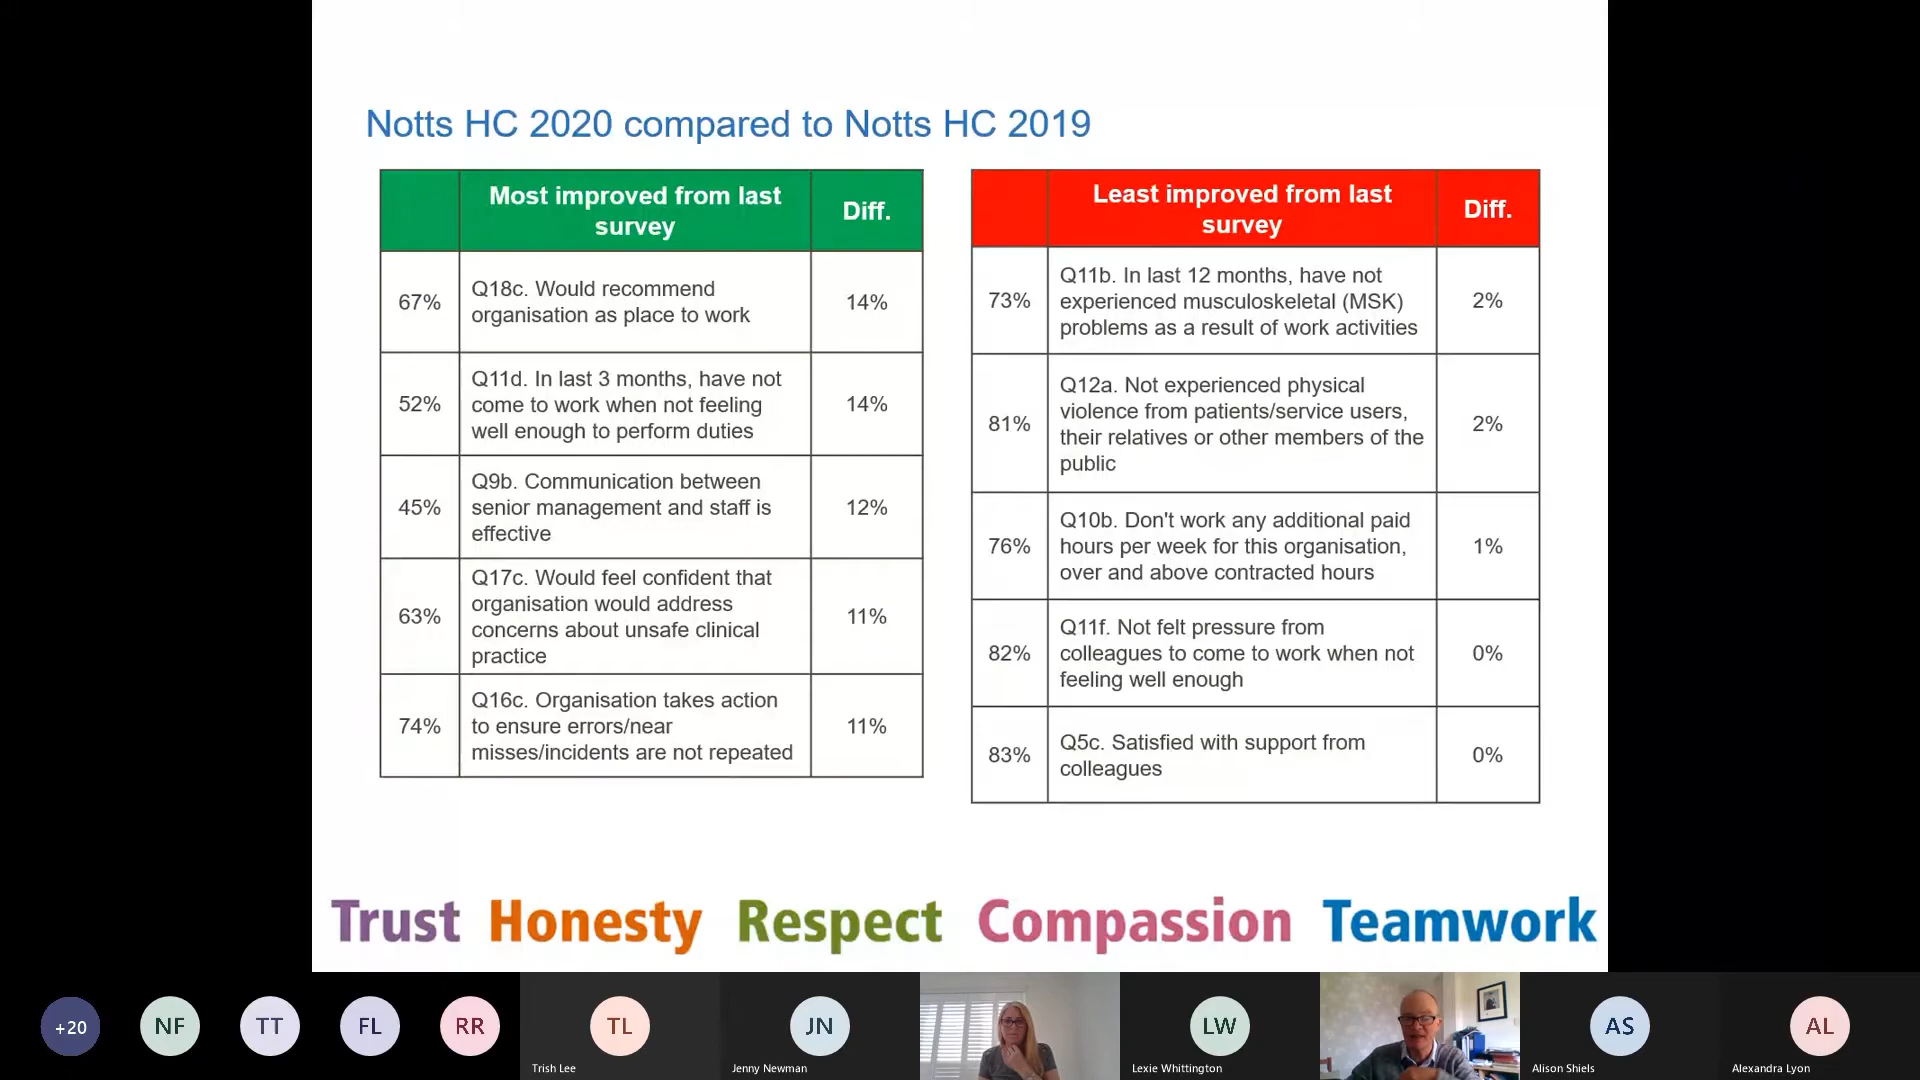 Notts HC 2020 compared to Notts HC 2019
Most improved from last
survey
Diff.
67%
Q18c. Would recommend
organisation as place to work
14%
52%
Q11d. In last 3 months, have not
come to work when not feeling
well enough to perform duties
14%
45%
Q9b. Communication between
senior management and staff is
effective
12%
63%
Q17c. Would feel confident that
organisation would address
concerns about unsafe clinical
practice
11%
74%
Q16c. Organisation takes action
to ensure errors/near
misses/incidents are not repeated
11%
Least improved from last
survey
Diff.
73%
Q11b. In last 12 months, have not
experienced musculoskeletal (MSK)
problems as a result of work activities
2%
81%
Q12a. Not experienced physical
violence from patients/service users,
their relatives or other members of the
public
2%
76%
Q10b. Don't work any additional paid
hours per week for this organisation,
over and above contracted hours
1%
82%
Q11f. Not felt pressure from
colleagues to come to work when not
feeling well enough
0%
83%
Q5c. Satisfied with support from
colleagues
0%
Trust Honesty Respect Compassion Teamwork
+20
NF
TT
FL
RR
TL
Trish Lee
JN
Jenny Newman
LW
Lexie Whittington
AS
Alison Shiels
AL
Alexandra Lyon